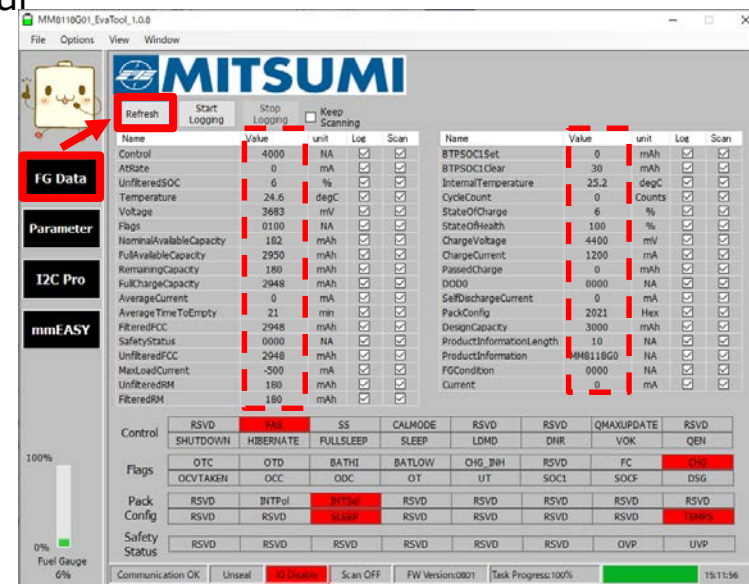 MM8118G01_EvaTool_1.0.8
File Options View Window
MITSUMI
Refresh Start Logging Stop Logging Keep Scanning
FG Data
Parameter
I2C Pro
mmEASY
100%
0%
Fuel Gauge
6%
Name Value unit Log Scan
Control 4000 NA
AtRate 0 mA
UnfilteredSOC 6 %
Temperature 24.6 degC
Voltage 3683 mV
Flags 0100 NA
NominalAvailableCapacity 182 mAh
FullAvailableCapacity 2950 mAh
RemainingCapacity 180 mAh
FullChargeCapacity 2948 mAh
AverageCurrent 0 mA
AverageTimeToEmpty 21 min
FilteredFCC 2948 mAh
SafetyStatus 0000 NA
UnfilteredFCC 2948 mAh
MaxLoadCurrent -500 mA
UnfilteredRM 180 mAh
FilteredRM 180 mAh
Name Value unit Log Scan
BTPSOC1Set 0 mAh
BTPSOC1Clear 30 mAh
InternalTemperature 25.2 degC
CycleCount 0 Counts
StateOfCharge 6 %
StateOfHealth 100 %
ChargeVoltage 4400 mV
ChargeCurrent 1200 mA
PassedCharge 0 mAh
DOD0 0000 NA
SelfDischargeCurrent 0 mA
PackConfig 2021 Hex
DesignCapacity 3000 mAh
ProductInformationLength 10 NA
ProductInformation MM8118G0 NA
FGCondition 0000 NA
Current 0 mA
Control RSVD FAS SS CALMODE RSVD RSVD QMAXUPDATE RSVD
SHUTDOWN HIBERNATE FULLSLEEP SLEEP LDMD DNR VOK QEN
Flags OTC OTD BATHI BATLOW CHG_INH RSVD FC CHG
OCVTAKEN OCC ODC OT UT SOC1 SOCF DSG
Pack Config RSVD INTPol INTSel RSVD RSVD RSVD RSVD RSVD
RSVD RSVD SLEEP RSVD RSVD RSVD RSVD TEMPS
Safety Status RSVD RSVD RSVD RSVD RSVD RSVD OVP UVP
Communication OK Unseal IG Disable Scan OFF FW Version:0801 Task Progress:100% 15:11:56